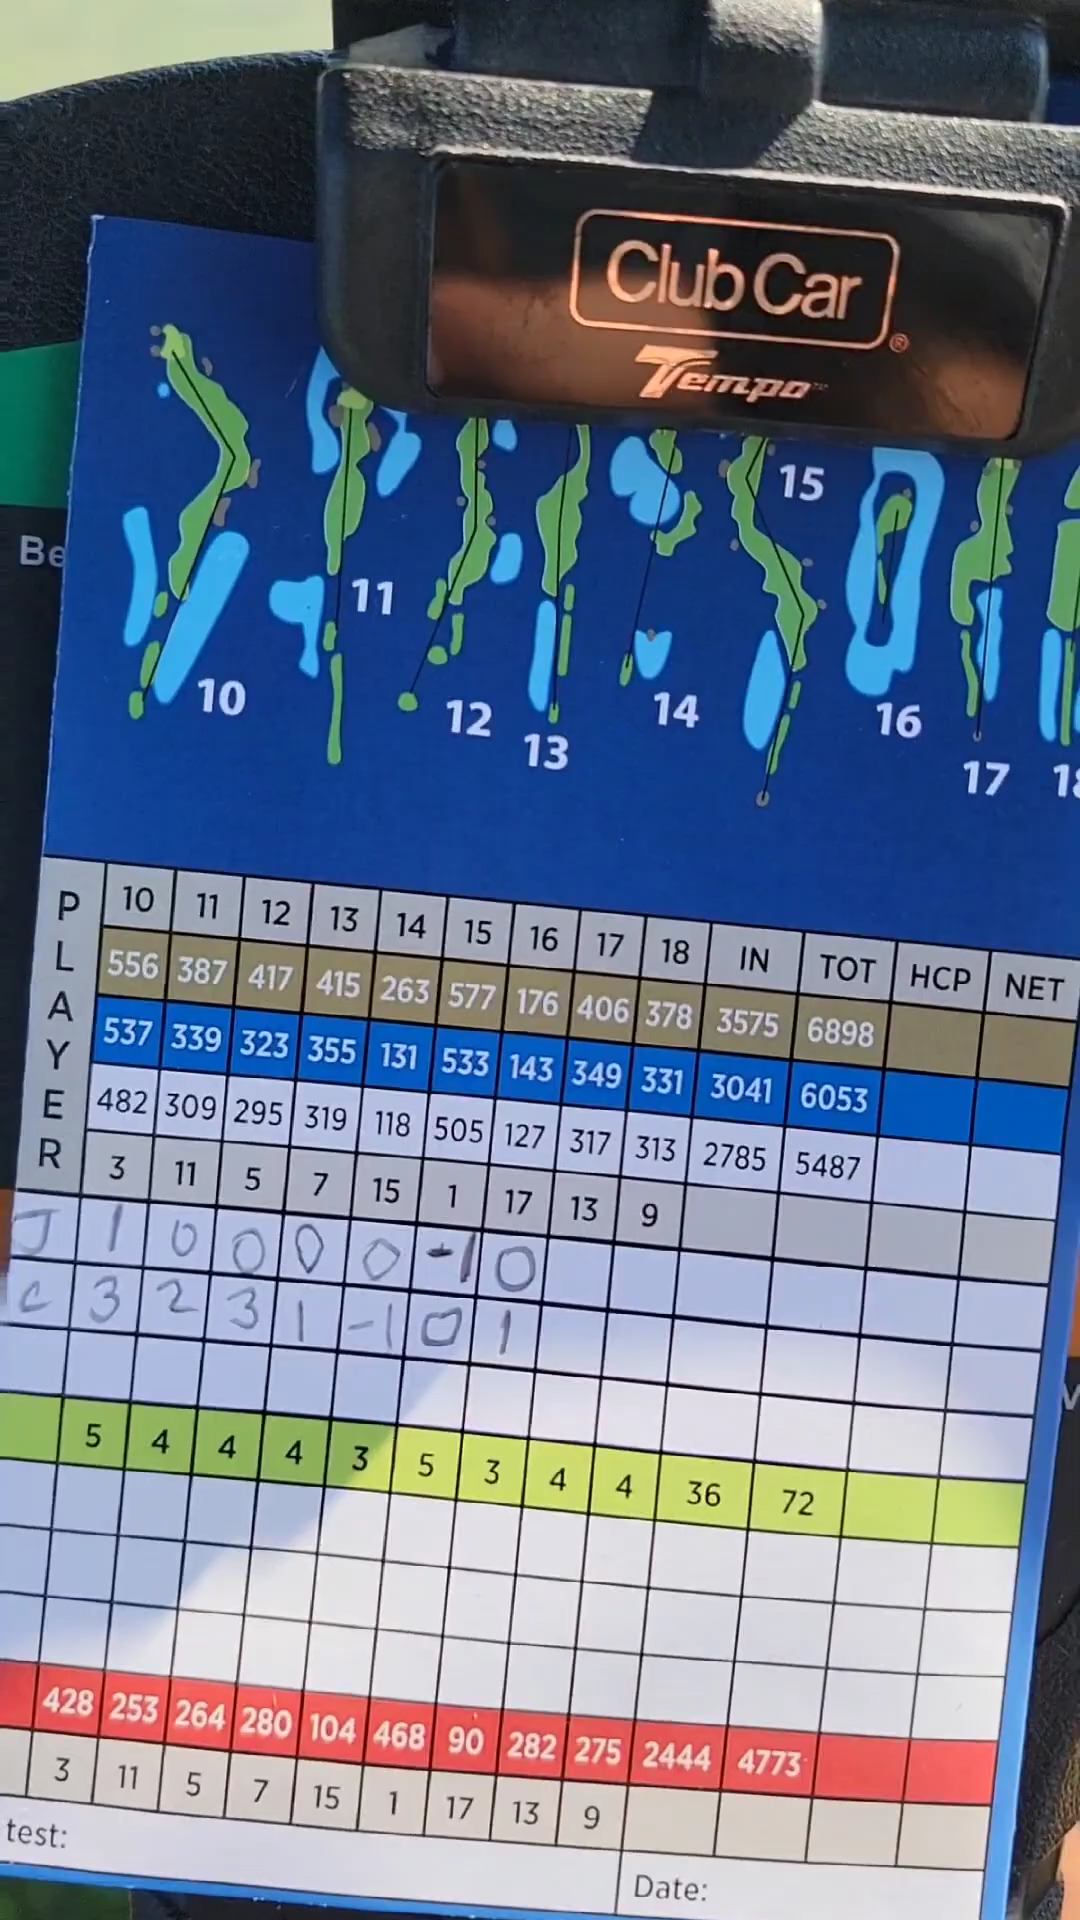 Club Car ®
Tempo™
Be
15
11
10
12
14
16
13
17
18
PLAYER
10 11 12 13 14 15 16 17 18 IN TOT HCP NET
556 387 417 415 263 577 176 406 378 3575 6898
537 339 323 355 131 533 143 349 331 3041 6053
482 309 295 319 118 505 127 317 313 2785 5487
3 11 5 7 15 1 17 13 9
J 1 0 0 0 0 -1 0
C 3 2 3 1 -1 0 1
5 4 4 4 3 5 3 4 4 36 72
428 253 264 280 104 468 90 282 275 2444 4773
3 11 5 7 15 1 17 13 9
test:
Date: